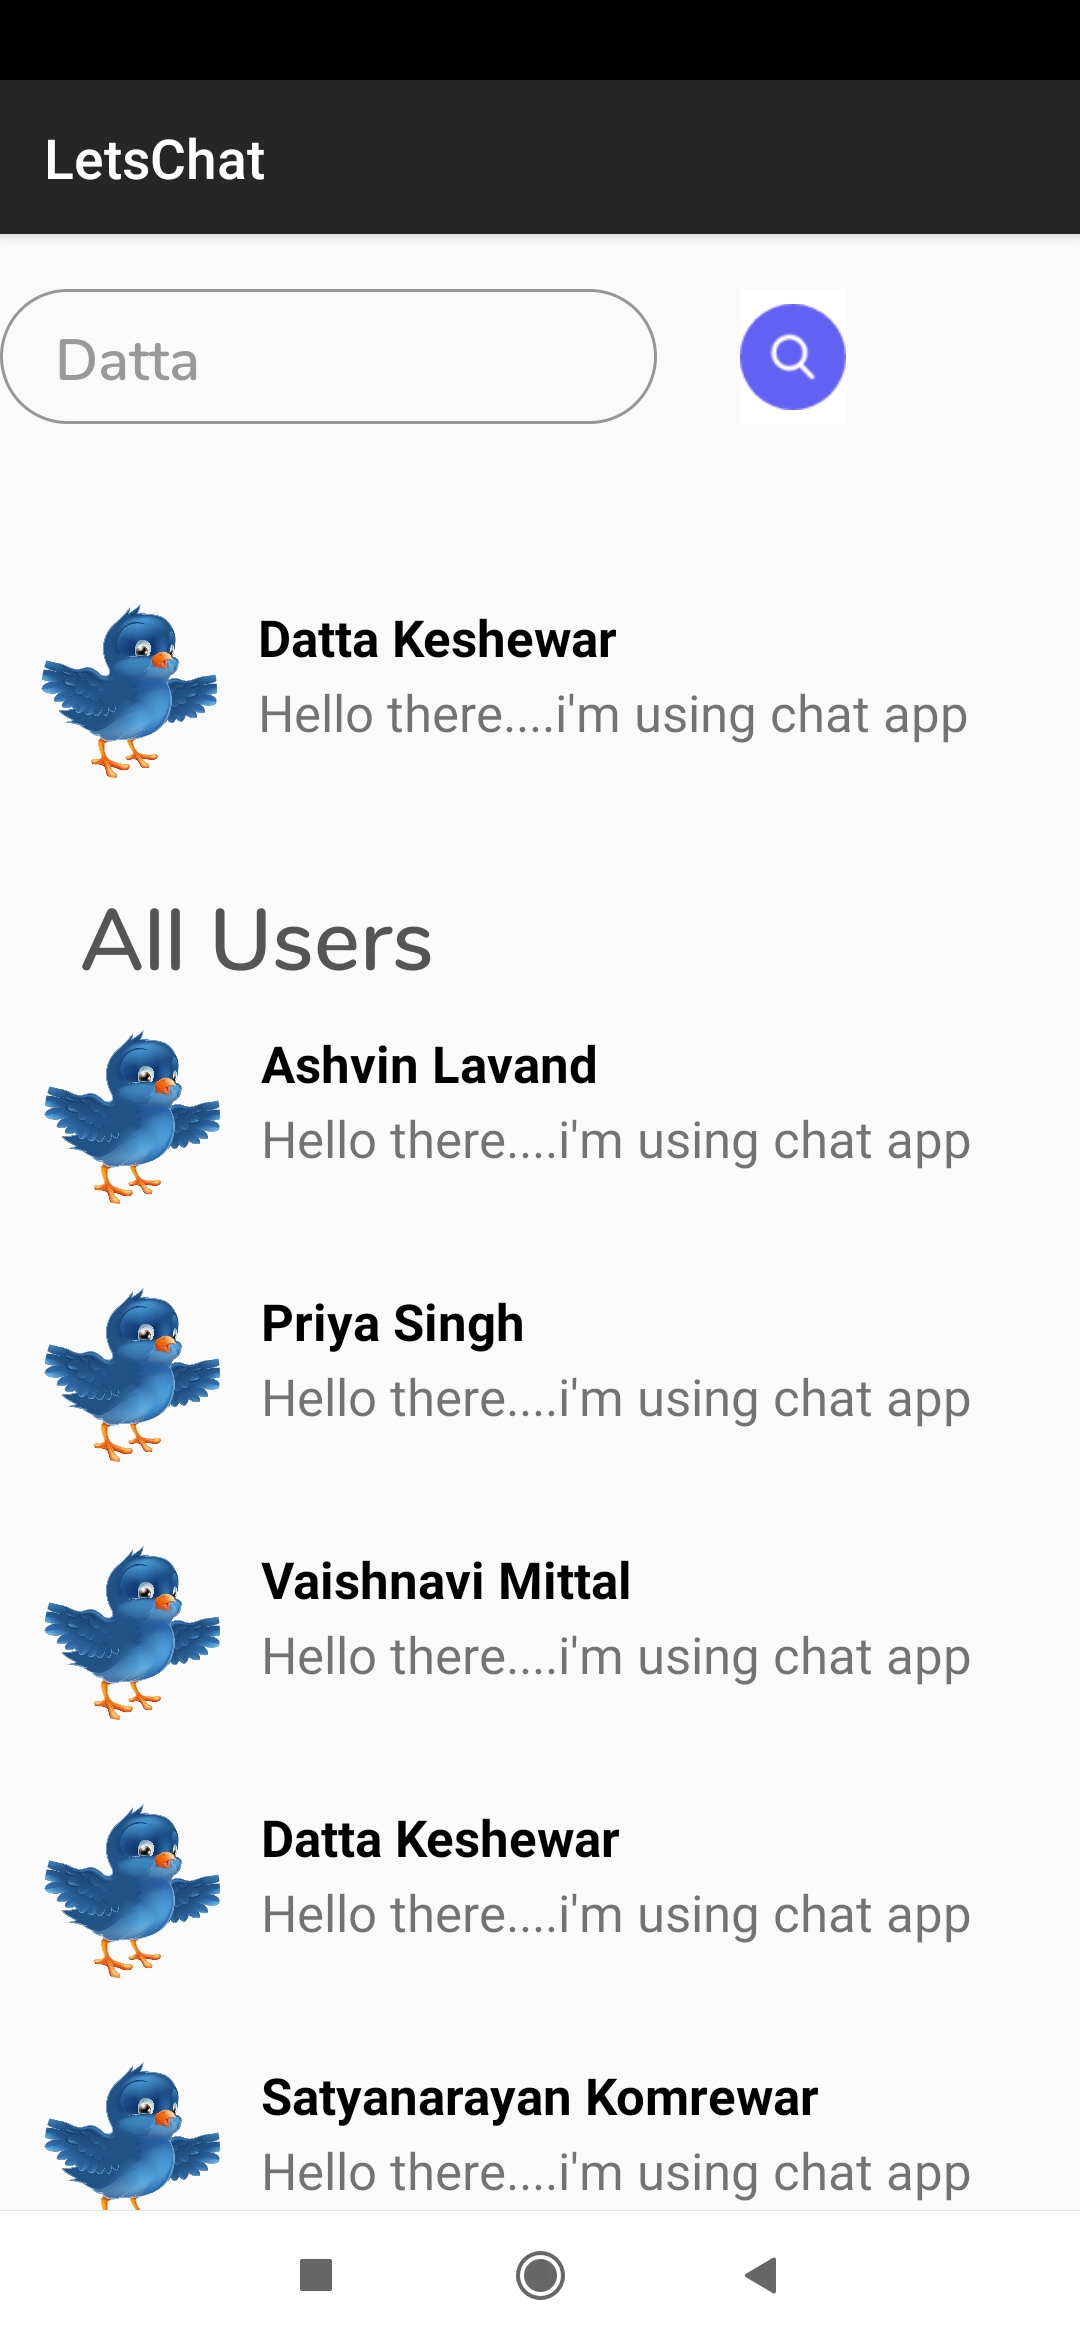 LetsChat
Datta
Datta Keshewar
Hello there....i'm using chat app
All Users
Ashvin Lavand
Hello there....i'm using chat app
Priya Singh
Hello there....i'm using chat app
Vaishnavi Mittal
Hello there....i'm using chat app
Datta Keshewar
Hello there....i'm using chat app
Satyanarayan Komrewar
Hello there....i'm using chat app